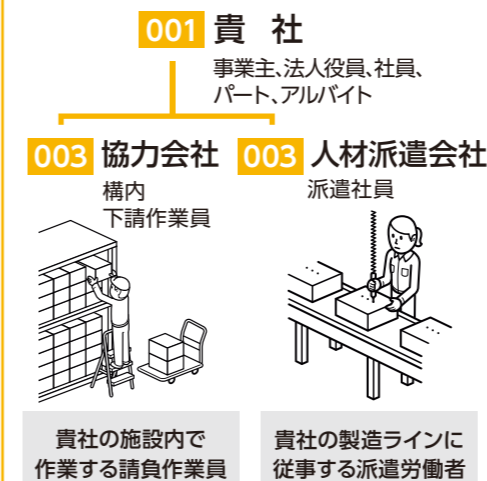 001 貴 社
事業主、法人役員、社員、
パート、アルバイト
003 協力会社
構内
下請作業員
003 人材派遣会社
派遣社員
貴社の施設内で
作業する請負作業員
貴社の製造ラインに
従事する派遣労働者